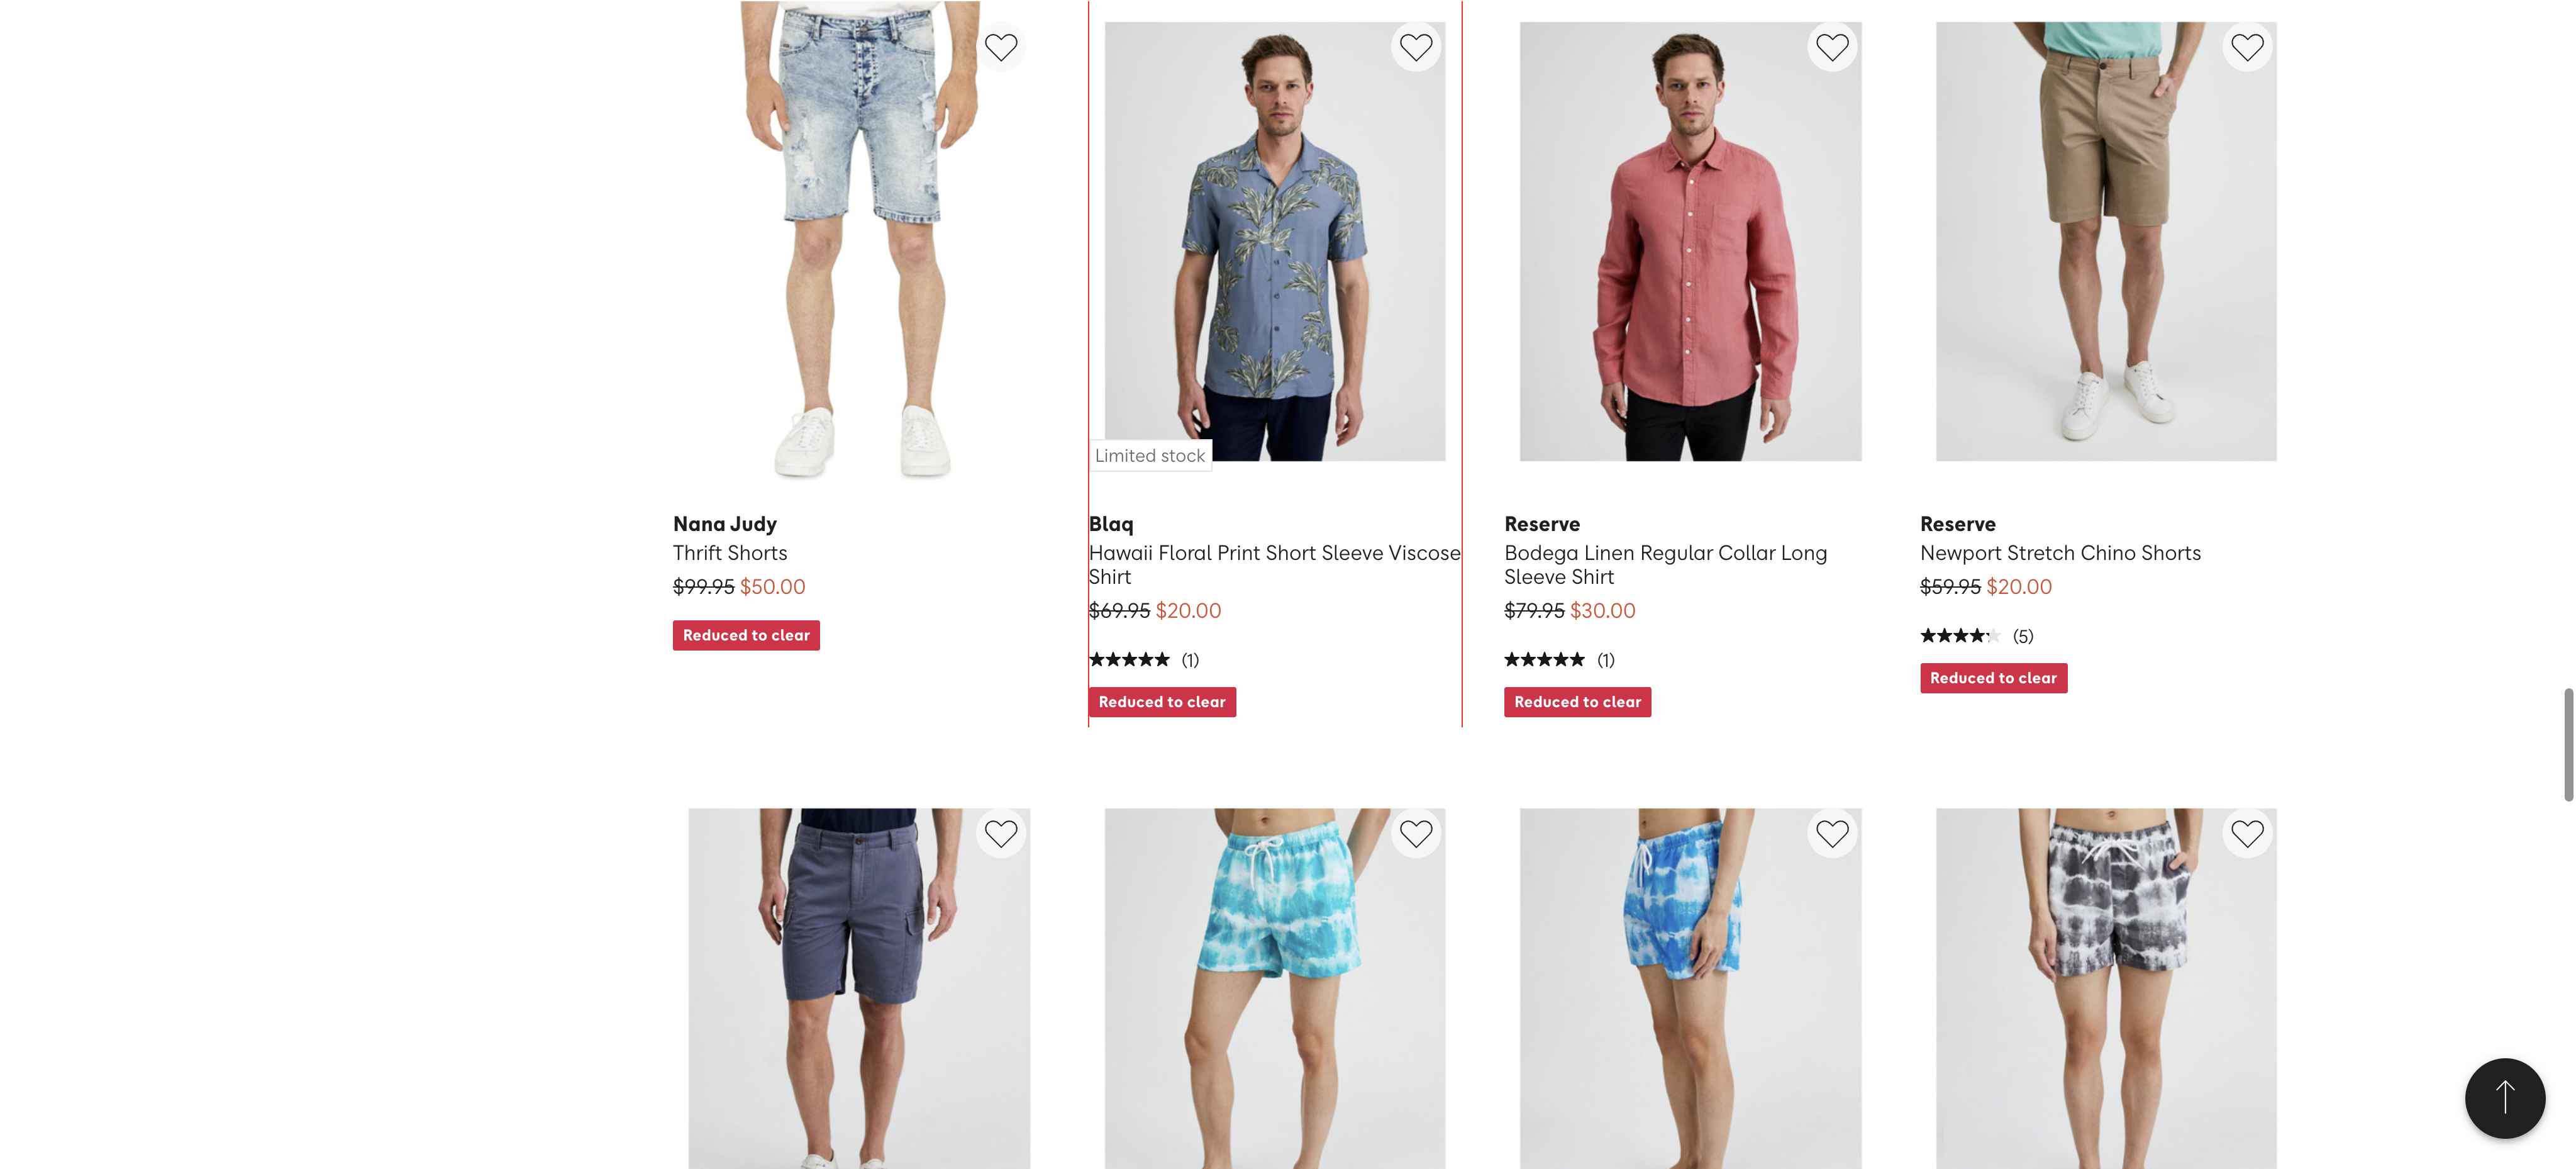 Limited stock
Nana Judy
Thrift Shorts
$99.95 $50.00
Reduced to clear
Blaq
Hawaii Floral Print Short Sleeve Viscose
Shirt
$69.95 $20.00
★★★★★ (1)
Reduced to clear
Reserve
Bodega Linen Regular Collar Long
Sleeve Shirt
$79.95 $30.00
★★★★★ (1)
Reduced to clear
Reserve
Newport Stretch Chino Shorts
$59.95 $20.00
★★★★★ (5)
Reduced to clear